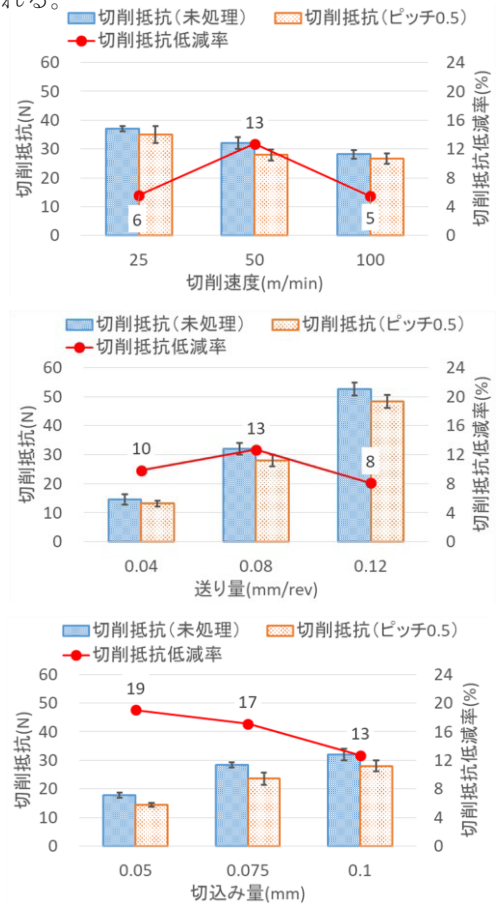 れる。
切削抵抗(未処理) 切削抵抗(ピッチ0.5)
切削抵抗低減率
切削抵抗(N)
60
50
40
30
20
10
0
6
13
5
24
20
16
12
8
4
0
切削抵抗低減率(%)
25 50 100
切削速度(m/min)
切削抵抗(未処理) 切削抵抗(ピッチ0.5)
切削抵抗低減率
切削抵抗(N)
60
50
40
30
20
10
0
10
13
8
24
20
16
12
8
4
0
切削抵抗低減率(%)
0.04 0.08 0.12
送り量(mm/rev)
切削抵抗(未処理) 切削抵抗(ピッチ0.5)
切削抵抗低減率
切削抵抗(N)
60
50
40
30
20
10
0
19
17
13
24
20
16
12
8
4
0
切削抵抗低減率(%)
0.05 0.075 0.1
切込み量(mm)